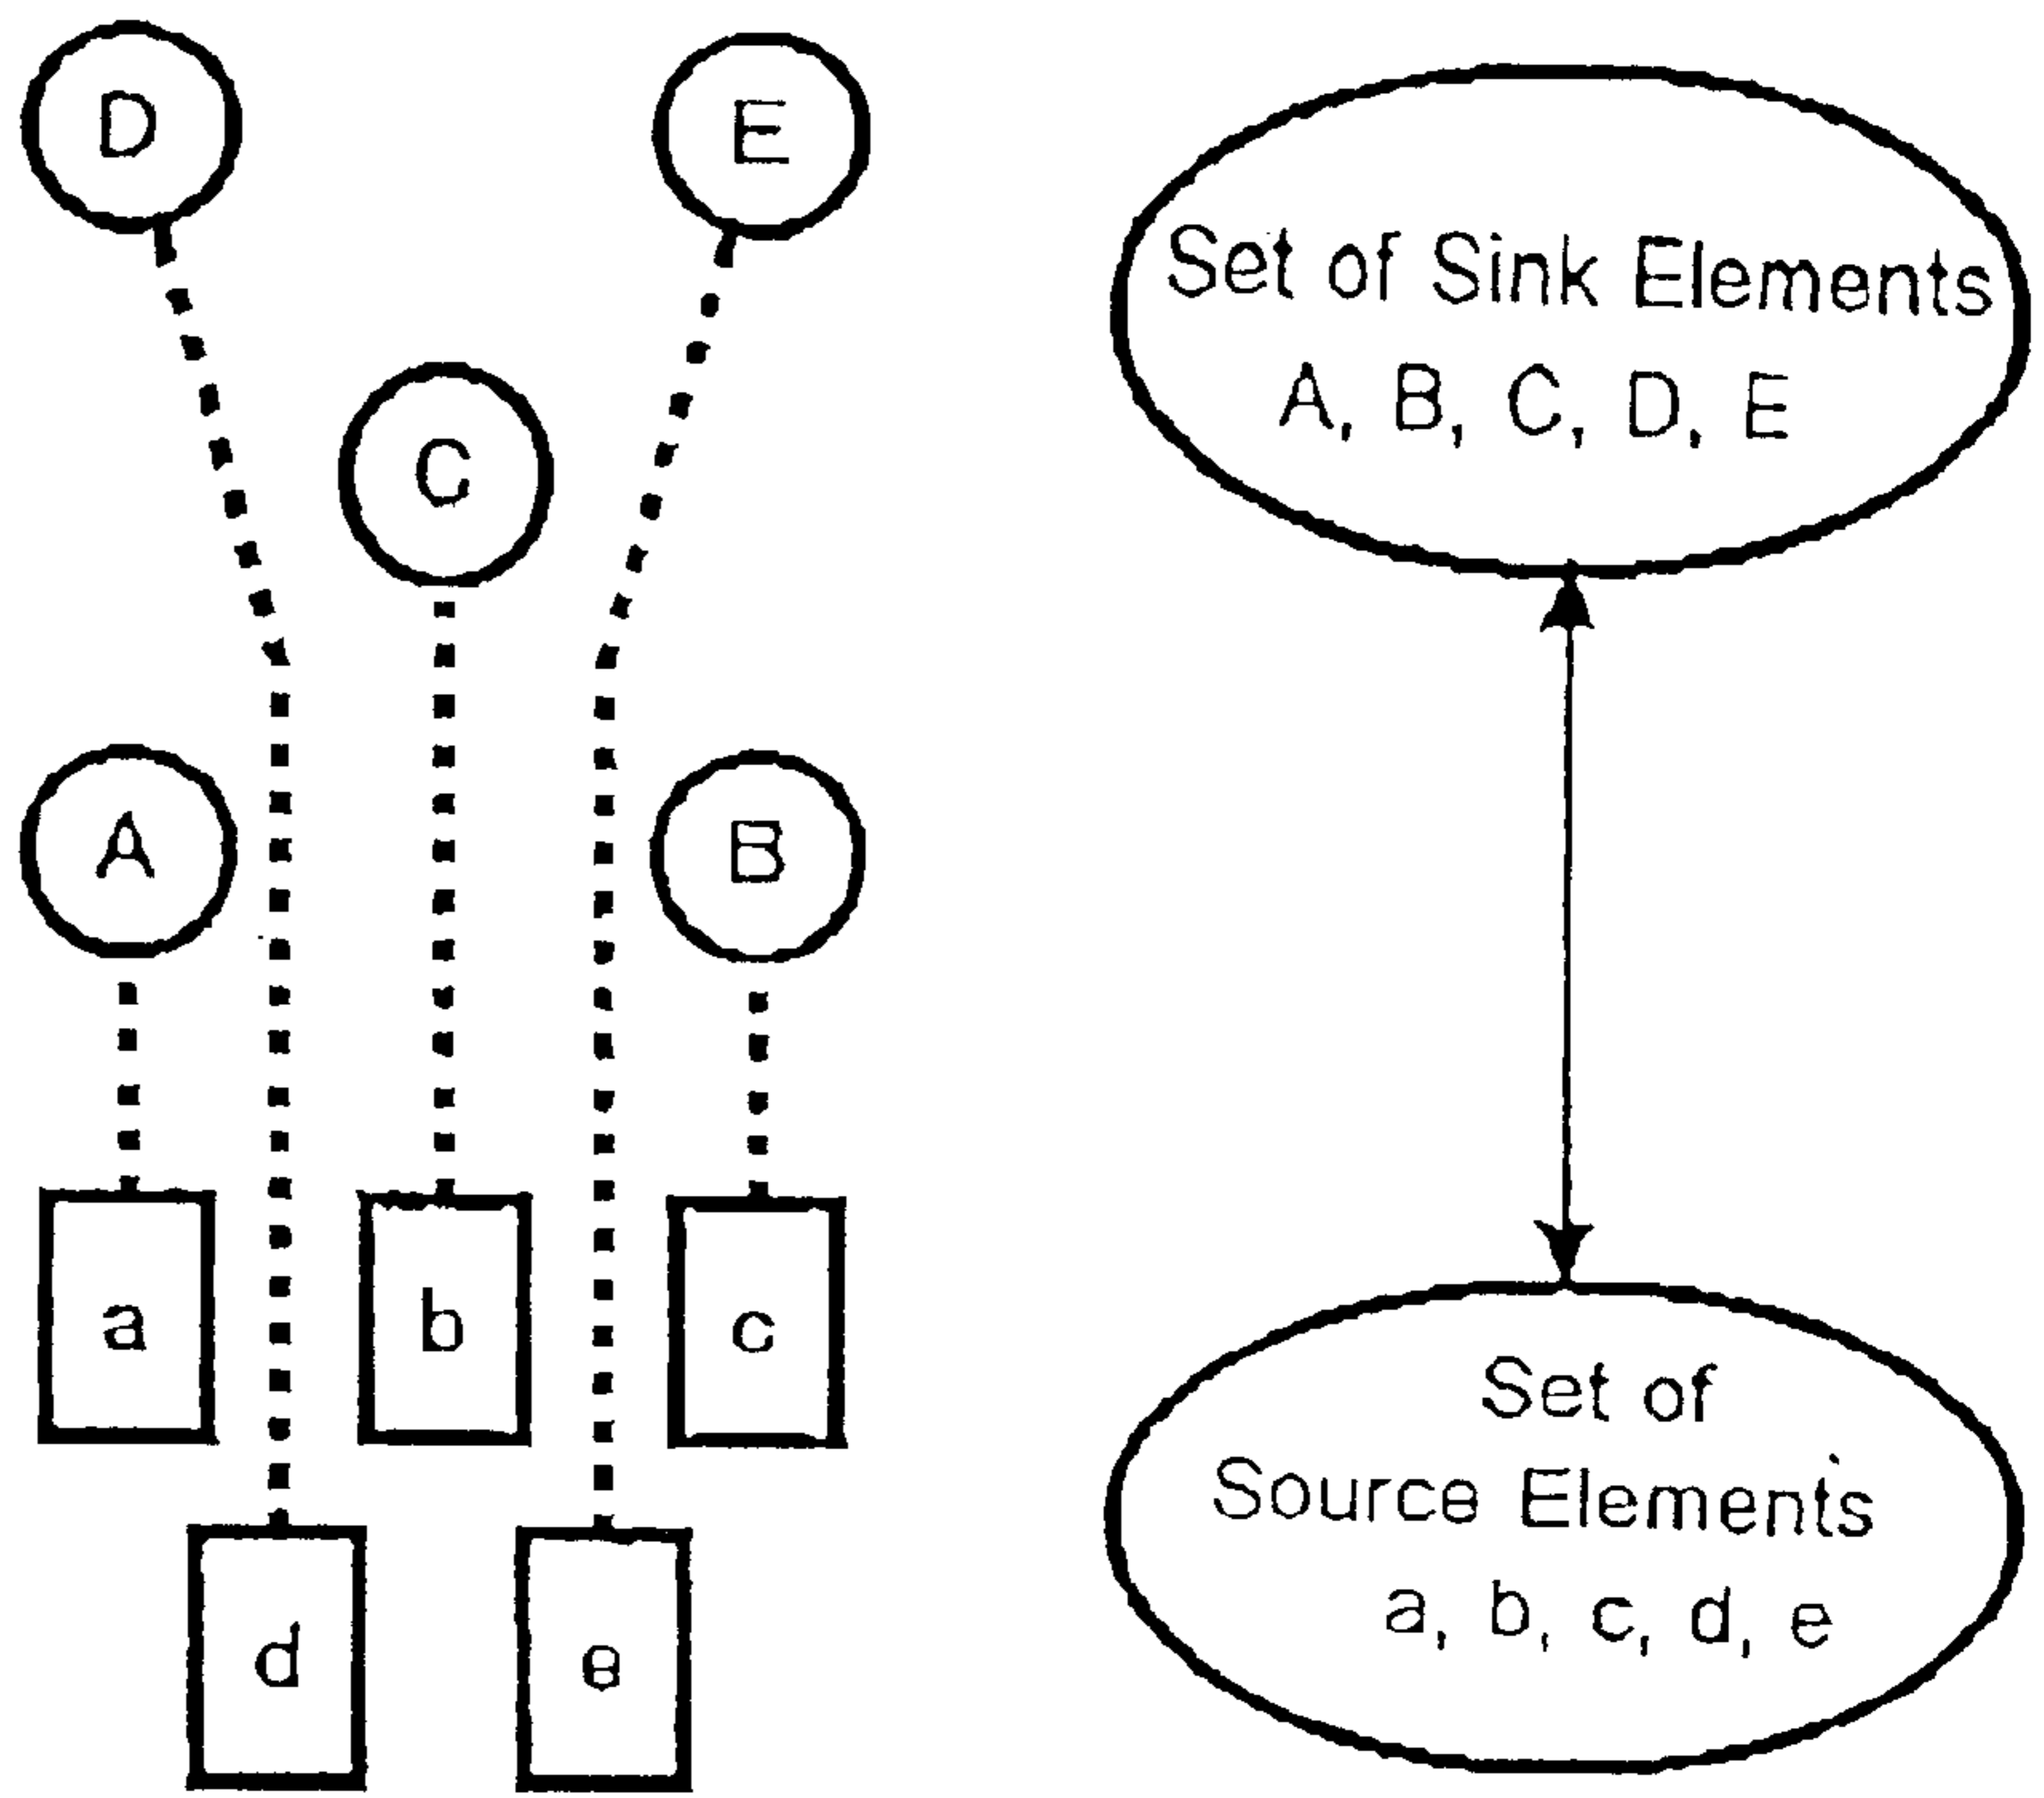 D
E
C
A
B
a
b
c
d
e
Set of Sink Elements
A, B, C, D, E
Set of
Source Elements
a, b, c, d, e